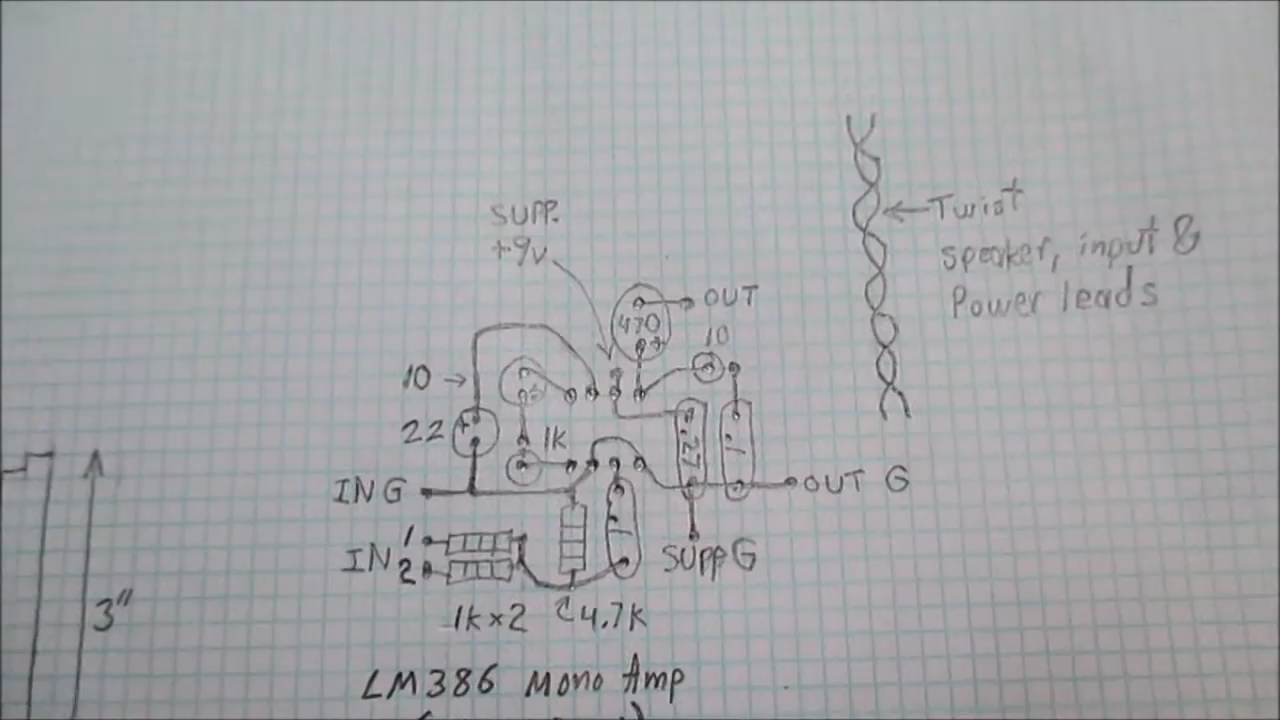 SUPP.
+9v
OUT
470
+
10
10
+
22
+
1K
.27
.1
.1
IN G
OUT G
IN 1
2
SUPP G
1k x 2
4.7K
Twist
speaker, input &
Power leads
3"
LM386 Mono Amp